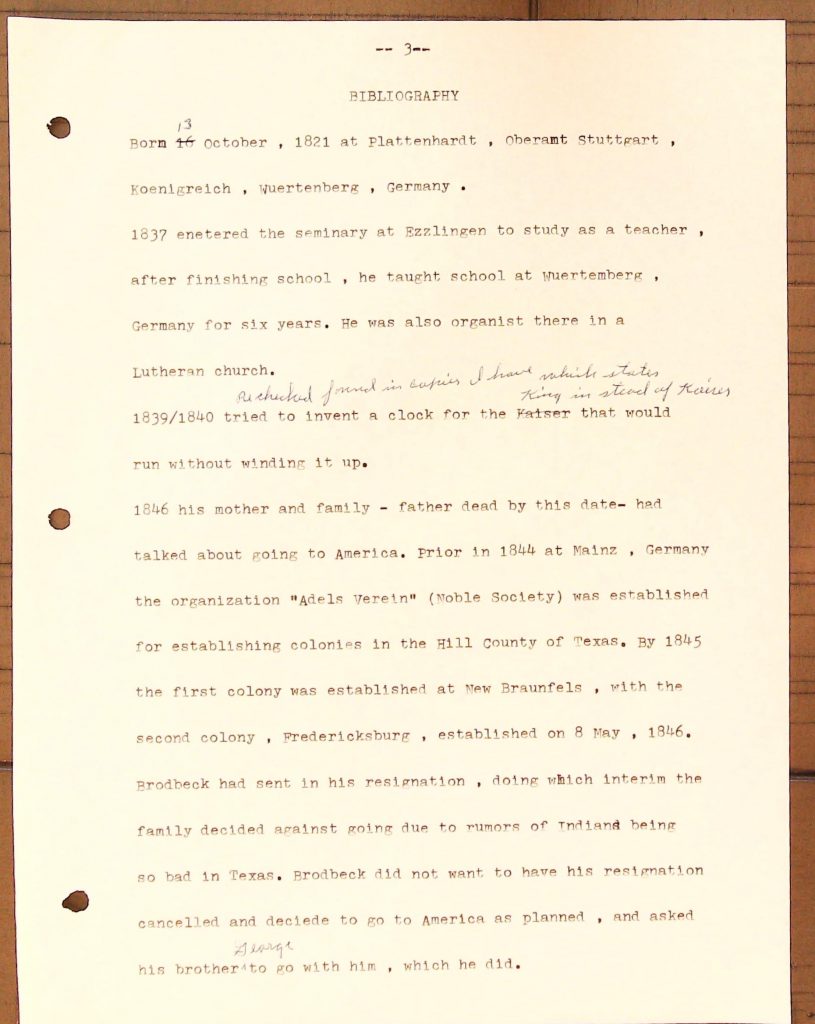 -- 3--
BIBLIOGRAPHY
13
Born 16 October , 1821 at Plattenhardt , Oberamt Stuttgart ,
Koenigreich , Wuertenberg , Germany .
1837 enetered the seminary at Ezzlingen to study as a teacher ,
after finishing school , he taught school at Wuertemberg ,
Germany for six years. He was also organist there in a
Lutheran church.
Rechecked found in copies I have which states
King in stead of Kaiser
1839/1840 tried to invent a clock for the Kaiser that would
run without winding it up.
1846 his mother and family - father dead by this date- had
talked about going to America. Prior in 1844 at Mainz , Germany
the organization "Adels Verein" (Noble Society) was established
for establishing colonies in the Hill County of Texas. By 1845
the first colony was established at New Braunfels , with the
second colony , Fredericksburg , established on 8 May , 1846.
Brodbeck had sent in his resignation , doing which interim the
family decided against going due to rumors of Indians being
so bad in Texas. Brodbeck did not want to have his resignation
cancelled and deciede to go to America as planned , and asked
George
his brother to go with him , which he did.